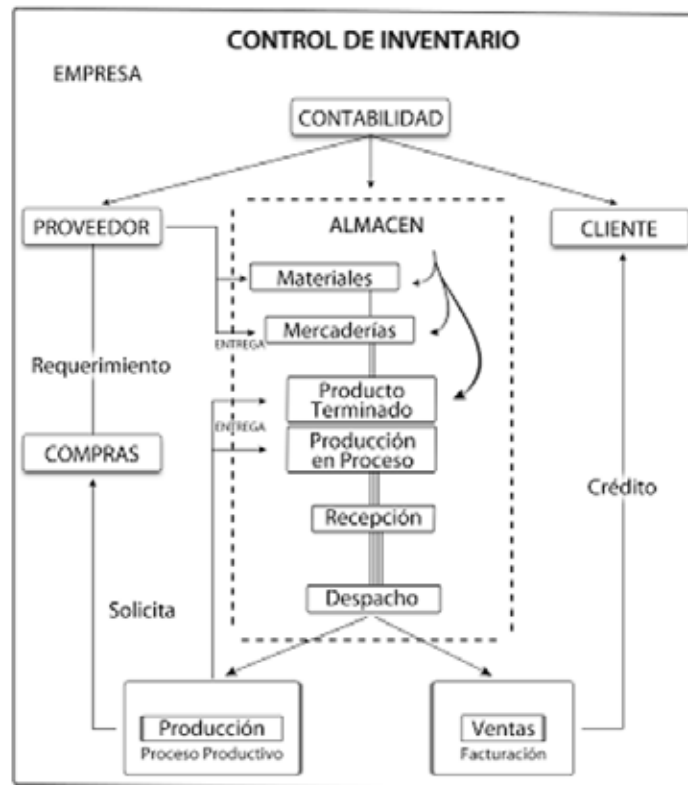 CONTROL DE INVENTARIO
EMPRESA
CONTABILIDAD
PROVEEDOR
ALMACEN
CLIENTE
Materiales
Mercaderías
ENTREGA
Requerimiento
Producto
Terminado
ENTREGA
Producción
en Proceso
COMPRAS
Crédito
Recepción
Despacho
Solicita
Producción
Proceso Productivo
Ventas
Facturación